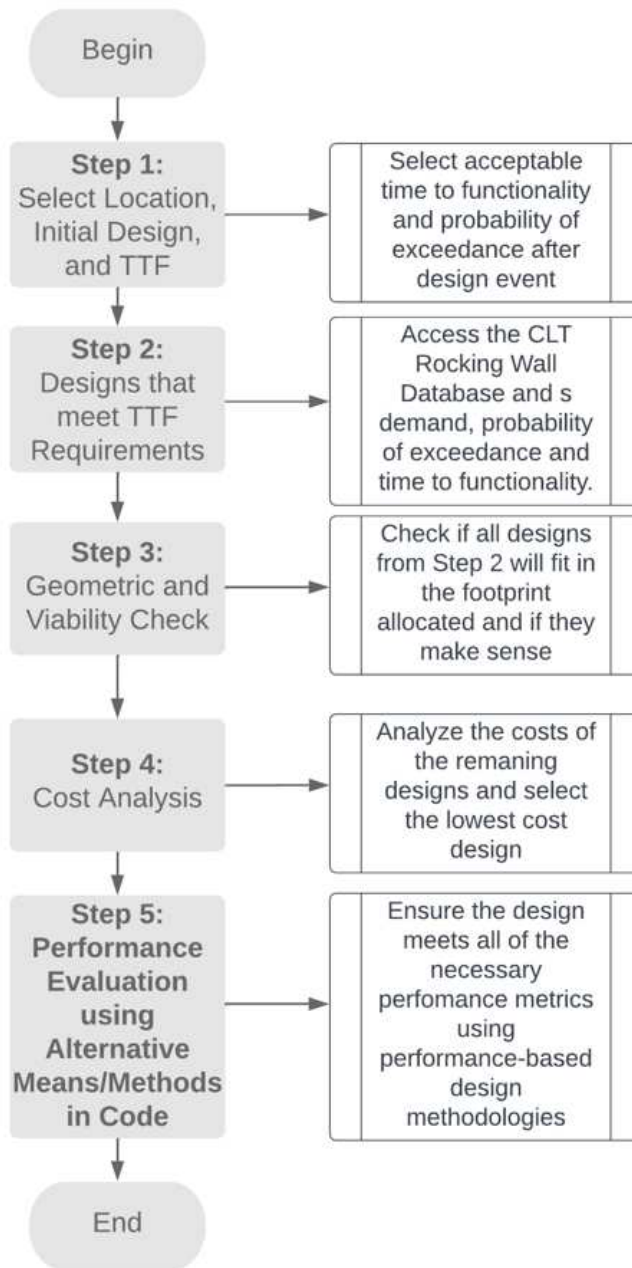 Begin
Step 1:
Select Location,
Initial Design,
and TTF
Select acceptable
time to functionality
and probability of
exceedance after
design event
Step 2:
Designs that
meet TTF
Requirements
Access the CLT
Rocking Wall
Database and s
demand, probability
of exceedance and
time to functionality.
Step 3:
Geometric and
Viability Check
Check if all designs
from Step 2 will fit in
the footprint
allocated and if they
make sense
Step 4:
Cost Analysis
Analyze the costs of
the remaning
designs and select
the lowest cost
design
Step 5:
Performance
Evaluation
using
Alternative
Means/Methods
in Code
Ensure the design
meets all of the
necessary
perfomance metrics
using
performance-based
design
methodologies
End